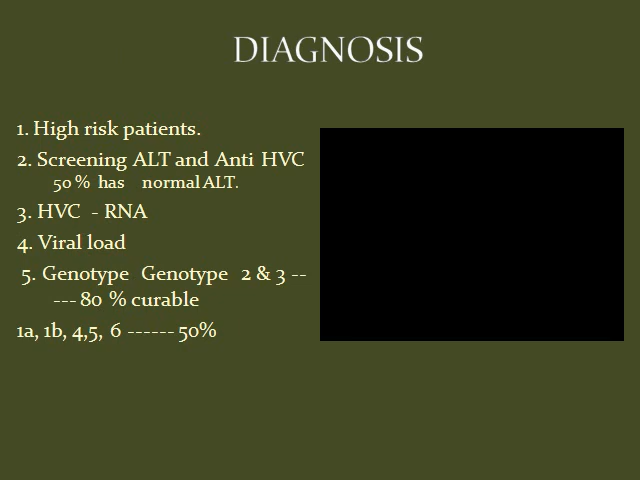 DIAGNOSIS
1. High risk patients.
2. Screening ALT and Anti HVC
50 % has normal ALT.
3. HVC - RNA
4. Viral load
5. Genotype Genotype 2 & 3 --
--- 80 % curable
1a, 1b, 4,5, 6 ------ 50%